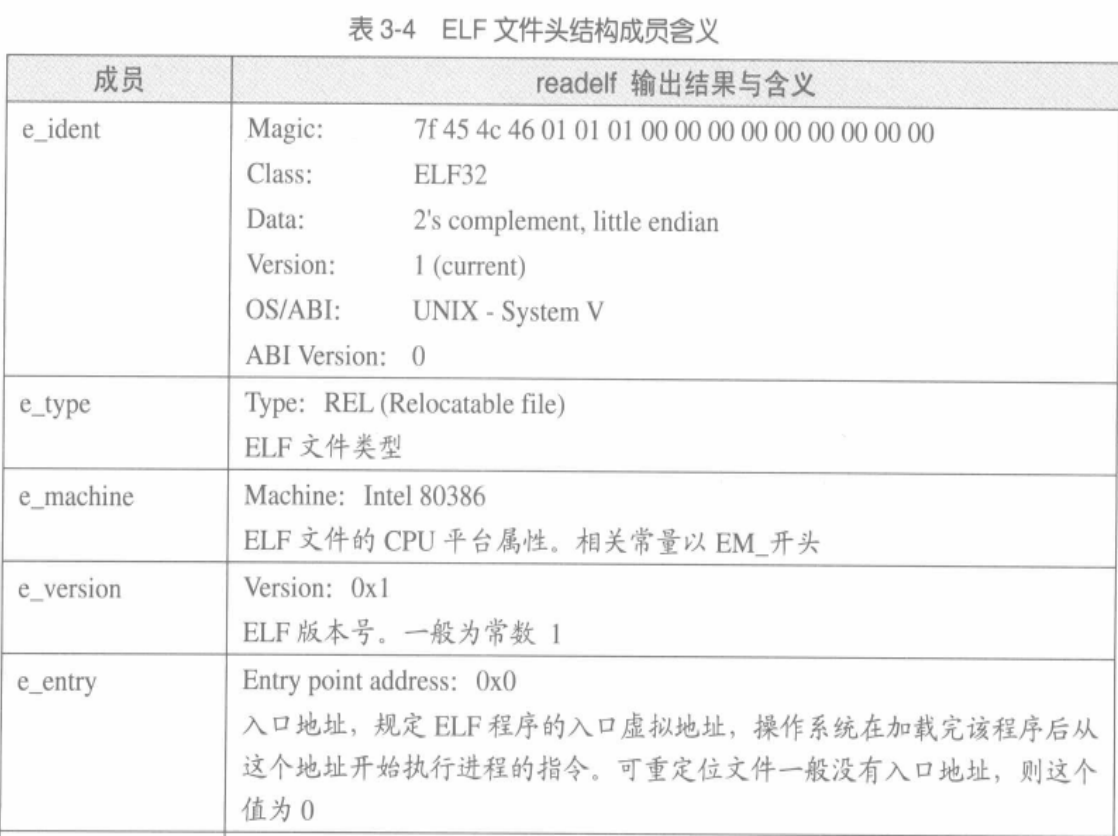 表 3-4 ELF 文件头结构成员含义
成员 readelf 输出结果与含义
e_ident Magic: 7f 45 4c 46 01 01 01 00 00 00 00 00 00 00 00 00
Class: ELF32
Data: 2's complement, little endian
Version: 1 (current)
OS/ABI: UNIX - System V
ABI Version: 0
e_type Type: REL (Relocatable file)
ELF 文件类型
e_machine Machine: Intel 80386
ELF 文件的 CPU 平台属性。相关常量以 EM_开头
e_version Version: 0x1
ELF 版本号。一般为常数 1
e_entry Entry point address: 0x0
入口地址，规定 ELF 程序的入口虚拟地址，操作系统在加载完该程序后从
这个地址开始执行进程的指令。可重定位文件一般没有入口地址，则这个
值为 0